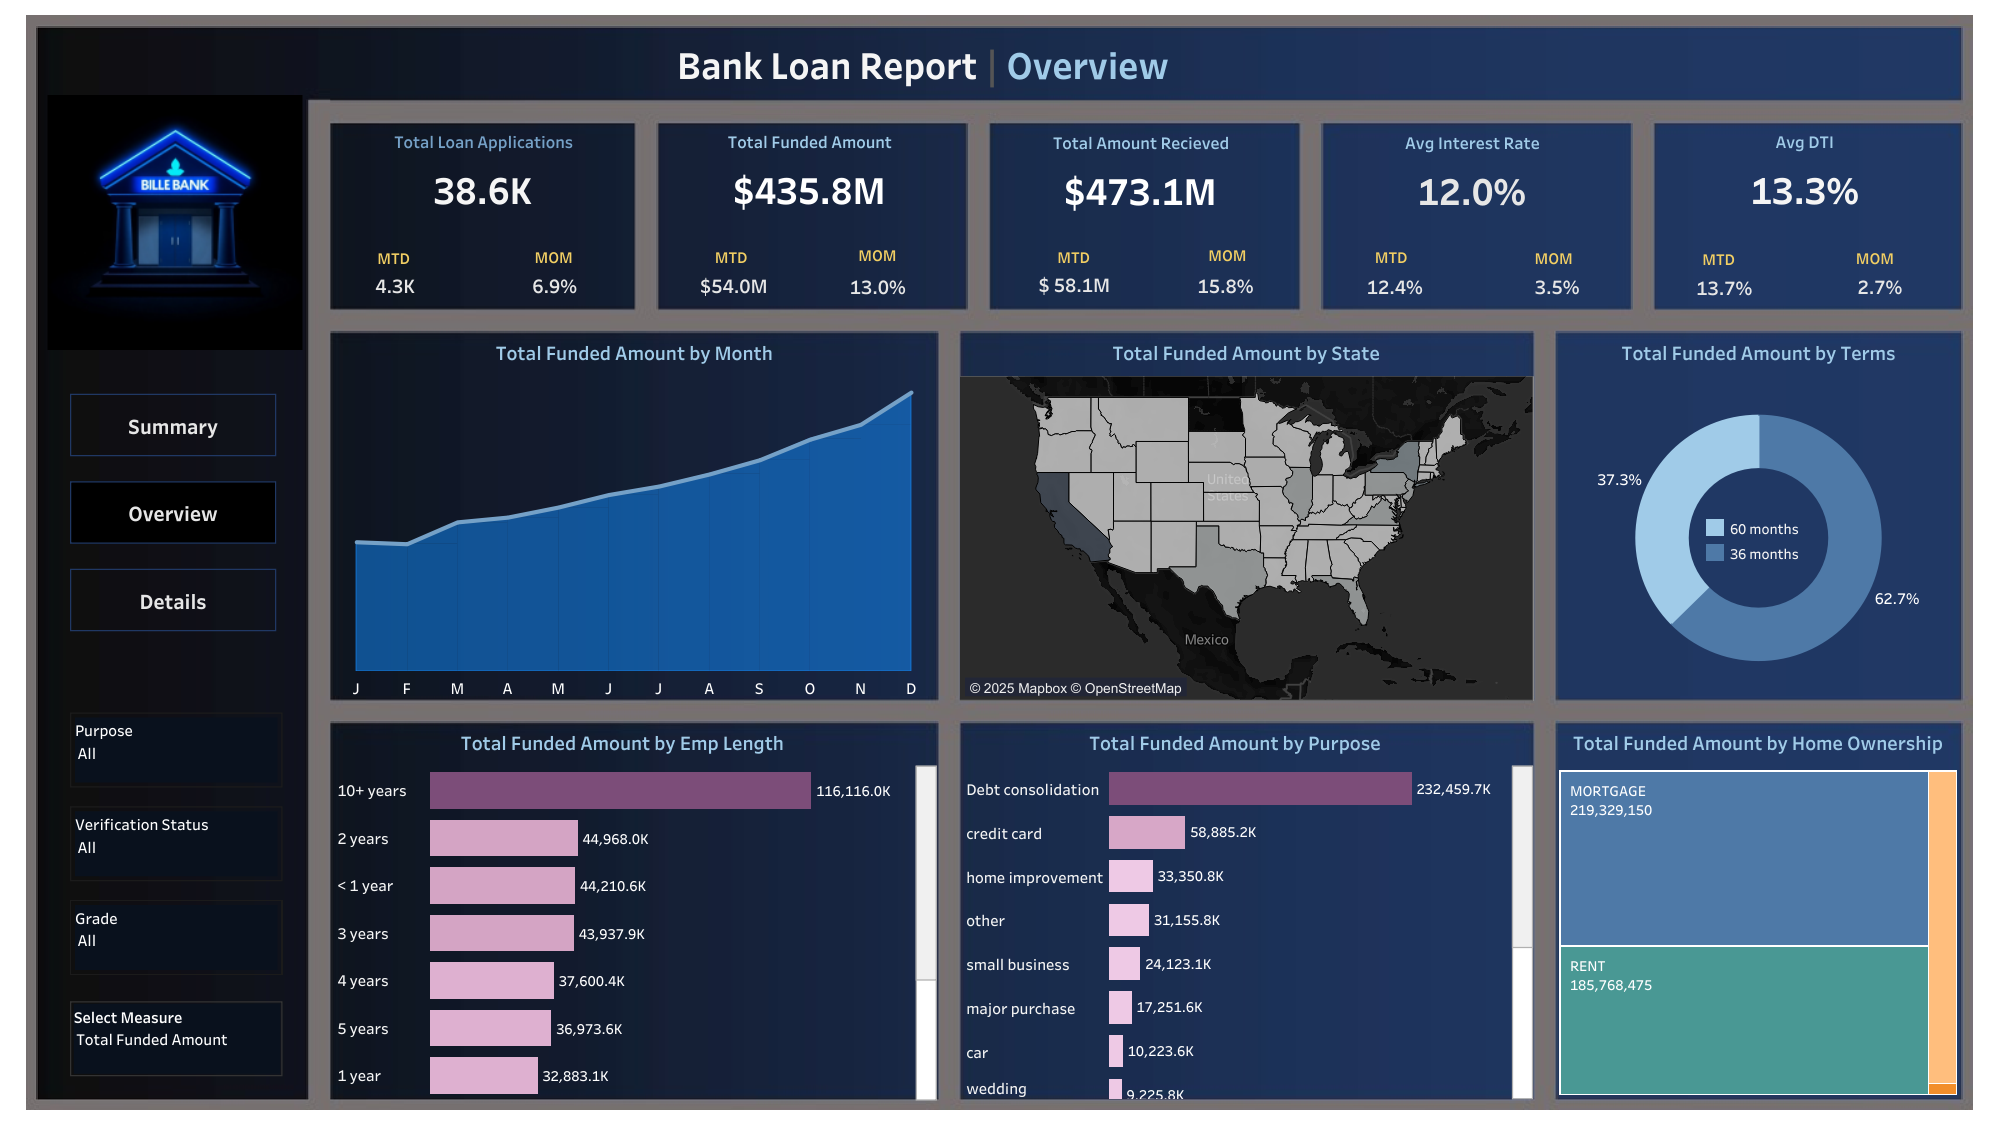 Bank Loan Report | Overview
BILLE BANK
Summary
Overview
Details
Purpose
All
Verification Status
All
Grade
All
Select Measure
Total Funded Amount
Total Loan Applications
38.6K
MTD MOM
4.3K 6.9%
Total Funded Amount
$435.8M
MTD MOM
$54.0M 13.0%
Total Amount Recieved
$473.1M
MTD MOM
$ 58.1M 15.8%
Avg Interest Rate
12.0%
MTD MOM
12.4% 3.5%
Avg DTI
13.3%
MTD MOM
13.7% 2.7%
Total Funded Amount by Month
J F M A M J J A S O N D
Total Funded Amount by State
United
States
Mexico
© 2025 Mapbox © OpenStreetMap
Total Funded Amount by Terms
37.3%
60 months
36 months
62.7%
Total Funded Amount by Emp Length
10+ years 116,116.0K
2 years 44,968.0K
< 1 year 44,210.6K
3 years 43,937.9K
4 years 37,600.4K
5 years 36,973.6K
1 year 32,883.1K
Total Funded Amount by Purpose
Debt consolidation 232,459.7K
credit card 58,885.2K
home improvement 33,350.8K
other 31,155.8K
small business 24,123.1K
major purchase 17,251.6K
car 10,223.6K
wedding 9,225.8K
Total Funded Amount by Home Ownership
MORTGAGE
219,329,150
RENT
185,768,475